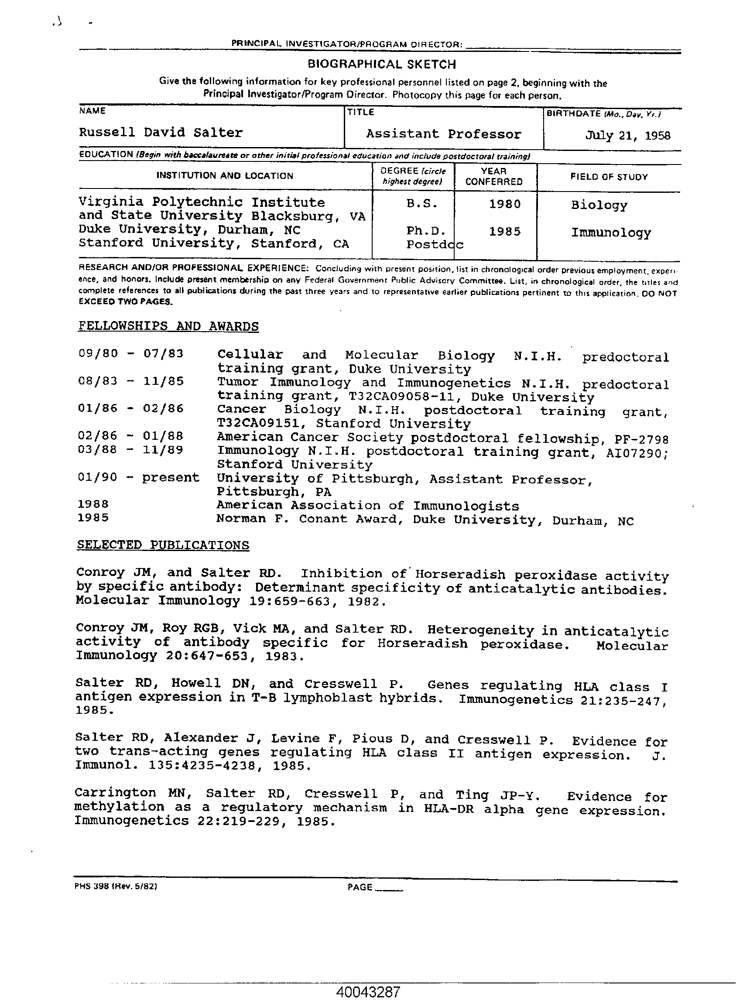 PRINCIPAL INVESTIGATOR/PROGRAM DIRECTOR:
BIOGRAPHICAL SKETCH
Give the following information for key professional personnel listed on page 2, beginning with the
Principal Investigator/Program Director. Photocopy this page for each person.
NAME TITLE BIRTHDATE (Mo., Day, Yr.)
Russell David Salter Assistant Professor July 21, 1958
EDUCATION (Begin with baccalaureate or other initial professional education and include postdoctoral training)
INSTITUTION AND LOCATION DEGREE (circle highest degree) YEAR CONFERRED FIELD OF STUDY
Virginia Polytechnic Institute B.S. 1980 Biology
and State University Blacksburg, VA
Duke University, Durham, NC Ph.D. 1985 Immunology
Stanford University, Stanford, CA Postdoc
RESEARCH AND/OR PROFESSIONAL EXPERIENCE: Concluding with present position, list in chronological order previous employment, experi-
ence, and honors. Include present membership on any Federal Government Public Advisory Committee. List, in chronological order, the titles and
complete references to all publications during the past three years and to representative earlier publications pertinent to this application. DO NOT
EXCEED TWO PAGES.
FELLOWSHIPS AND AWARDS
09/80 - 07/83 Cellular and Molecular Biology N.I.H. predoctoral
training grant, Duke University
08/83 - 11/85 Tumor Immunology and Immunogenetics N.I.H. predoctoral
training grant, T32CA09058-11, Duke University
01/86 - 02/86 Cancer Biology N.I.H. postdoctoral training grant,
T32CA09151, Stanford University
02/86 - 01/88 American Cancer Society postdoctoral fellowship, PF-2798
03/88 - 11/89 Immunology N.I.H. postdoctoral training grant, AI07290;
Stanford University
01/90 - present University of Pittsburgh, Assistant Professor,
Pittsburgh, PA
1988 American Association of Immunologists
1985 Norman F. Conant Award, Duke University, Durham, NC
SELECTED PUBLICATIONS
Conroy JM, and Salter RD. Inhibition of Horseradish peroxidase activity
by specific antibody: Determinant specificity of anticatalytic antibodies.
Molecular Immunology 19:659-663, 1982.
Conroy JM, Roy RGB, Vick MA, and Salter RD. Heterogeneity in anticatalytic
activity of antibody specific for Horseradish peroxidase. Molecular
Immunology 20:647-653, 1983.
Salter RD, Howell DN, and Cresswell P. Genes regulating HLA class I
antigen expression in T-B lymphoblast hybrids. Immunogenetics 21:235-247,
1985.
Salter RD, Alexander J, Levine F, Pious D, and Cresswell P. Evidence for
two trans-acting genes regulating HLA class II antigen expression. J.
Immunol. 135:4235-4238, 1985.
Carrington MN, Salter RD, Cresswell P, and Ting JP-Y. Evidence for
methylation as a regulatory mechanism in HLA-DR alpha gene expression.
Immunogenetics 22:219-229, 1985.
PHS 398 (Rev. 5/82) PAGE
40043287